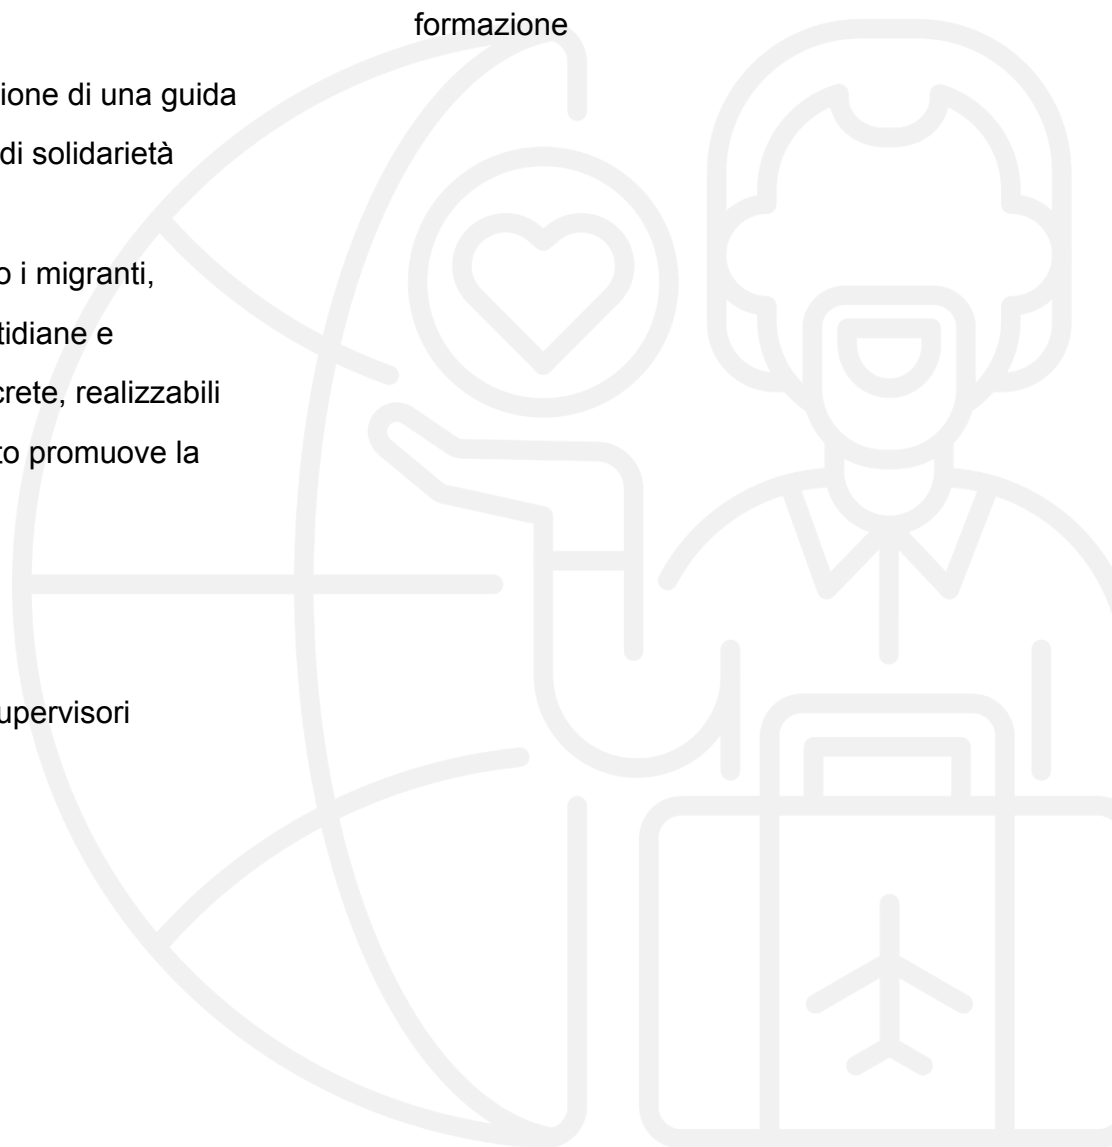 formazione
ione di una guida
di solidarietà
o i migranti,
tidiane e
crete, realizzabili
to promuove la
upervisori